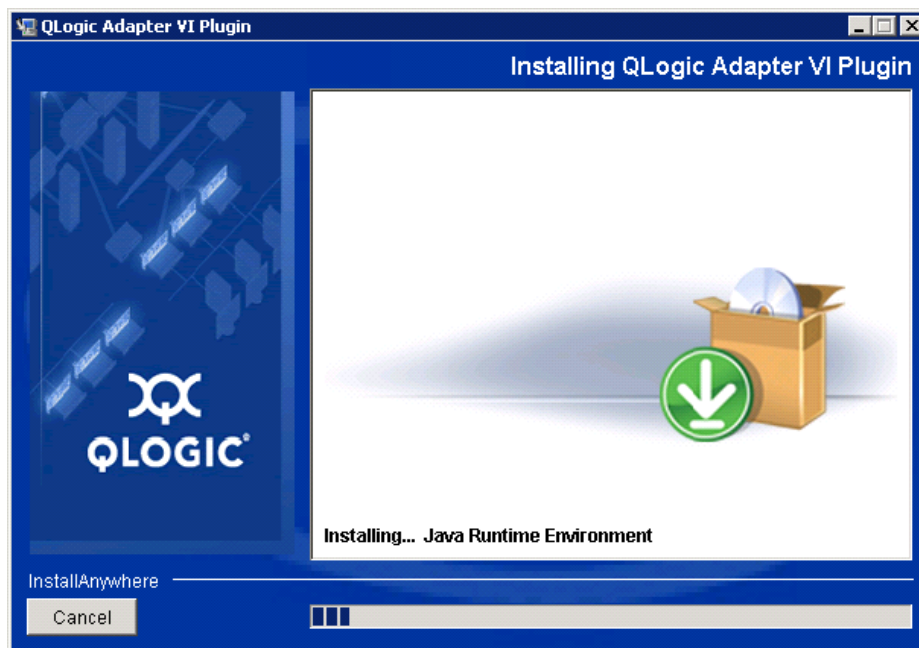 QLogic Adapter VI Plugin
Installing QLogic Adapter VI Plugin
QLOGIC®
Installing... Java Runtime Environment
InstallAnywhere
Cancel